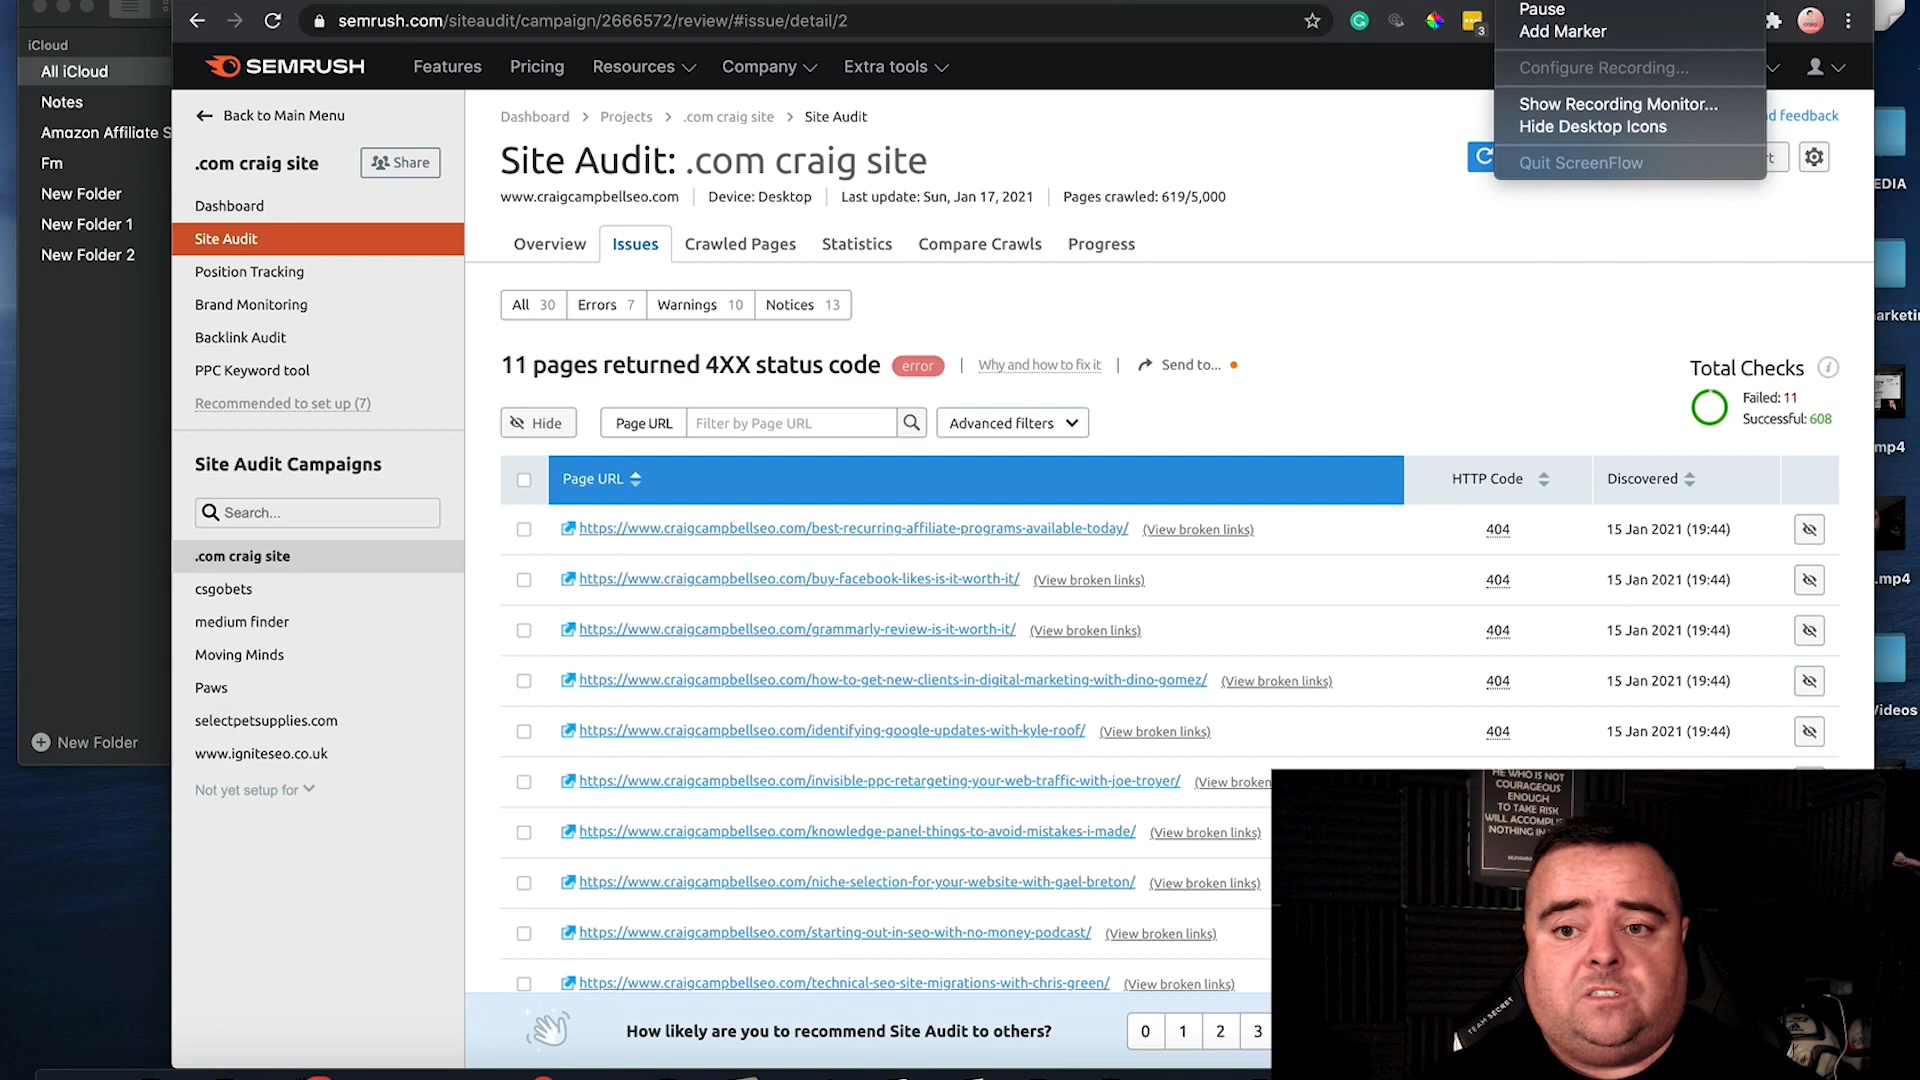 iCloud
All iCloud
Notes
Amazon Affiliate S
Fm
New Folder
New Folder 1
New Folder 2
New Folder
semrush.com/siteaudit/campaign/2666572/review/#issue/detail/2
3
Pause
Add Marker
Configure Recording...
Show Recording Monitor...
Hide Desktop Icons
Quit ScreenFlow
SEMRUSH
Features
Pricing
Resources
Company
Extra tools
Back to Main Menu
.com craig site
Share
Dashboard
Site Audit
Position Tracking
Brand Monitoring
Backlink Audit
PPC Keyword tool
Recommended to set up (7)
Site Audit Campaigns
Search...
.com craig site
csgobets
medium finder
Moving Minds
Paws
selectpetsupplies.com
www.igniteseo.co.uk
Not yet setup for
Dashboard > Projects > .com craig site > Site Audit
d feedback
Site Audit: .com craig site
t
www.craigcampbellseo.com
Device: Desktop
Last update: Sun, Jan 17, 2021
Pages crawled: 619/5,000
Overview
Issues
Crawled Pages
Statistics
Compare Crawls
Progress
All 30
Errors 7
Warnings 10
Notices 13
11 pages returned 4XX status code
error
Why and how to fix it
Send to...
Total Checks
Failed: 11
Successful: 608
Hide
Page URL
Filter by Page URL
Advanced filters
Page URL
HTTP Code
Discovered
https://www.craigcampbellseo.com/best-recurring-affiliate-programs-available-today/ (View broken links) 404 15 Jan 2021 (19:44)
https://www.craigcampbellseo.com/buy-facebook-likes-is-it-worth-it/ (View broken links) 404 15 Jan 2021 (19:44)
https://www.craigcampbellseo.com/grammarly-review-is-it-worth-it/ (View broken links) 404 15 Jan 2021 (19:44)
https://www.craigcampbellseo.com/how-to-get-new-clients-in-digital-marketing-with-dino-gomez/ (View broken links) 404 15 Jan 2021 (19:44)
https://www.craigcampbellseo.com/identifying-google-updates-with-kyle-roof/ (View broken links) 404 15 Jan 2021 (19:44)
https://www.craigcampbellseo.com/invisible-ppc-retargeting-your-web-traffic-with-joe-troyer/ (View broken
https://www.craigcampbellseo.com/knowledge-panel-things-to-avoid-mistakes-i-made/ (View broken links)
https://www.craigcampbellseo.com/niche-selection-for-your-website-with-gael-breton/ (View broken links)
https://www.craigcampbellseo.com/starting-out-in-seo-with-no-money-podcast/ (View broken links)
https://www.craigcampbellseo.com/technical-seo-site-migrations-with-chris-green/ (View broken links)
How likely are you to recommend Site Audit to others?
0 1 2 3
EDIA
arketin
mp4
.mp4
Videos
HE WHO IS NOT
COURAGEOUS
ENOUGH
TO TAKE RISK
WILL ACCOMPLIS
NOTHING IN
TEAM SECRET